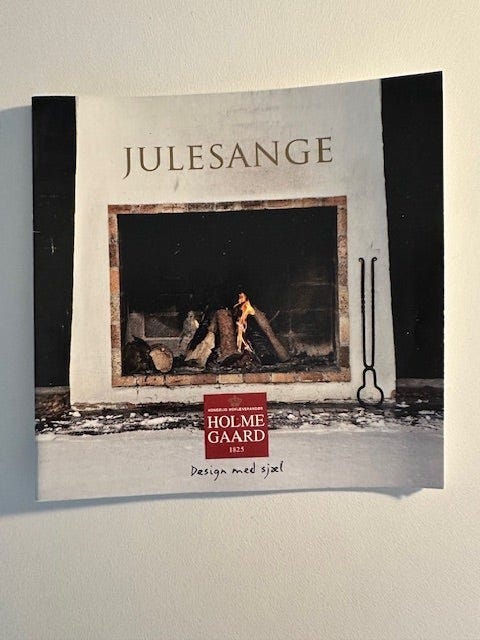 JULESANGE
KONGELIG HOFLEVERANDØR
HOLME
GAARD
1825
Design med sjæl